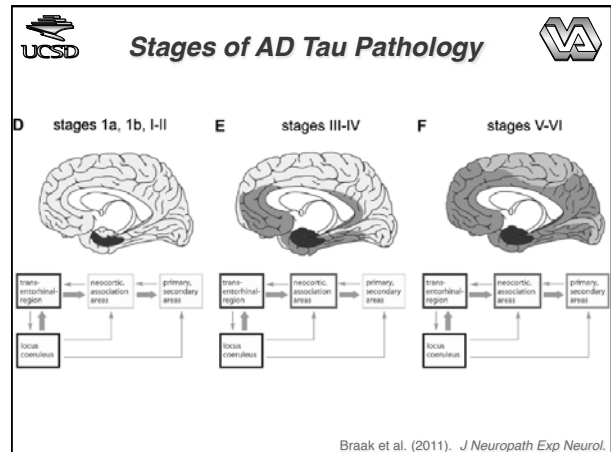 UCSD
Stages of AD Tau Pathology
VA
D stages 1a, 1b, I-II
E stages III-IV
F stages V-VI
trans-
entorhinal-
region
neocortic.
association
areas
primary,
secondary
areas
locus
coeruleus
trans-
entorhinal-
region
neocortic.
association
areas
primary,
secondary
areas
locus
coeruleus
trans-
entorhinal-
region
neocortic.
association
areas
primary,
secondary
areas
locus
coeruleus
Braak et al. (2011). J Neuropath Exp Neurol.